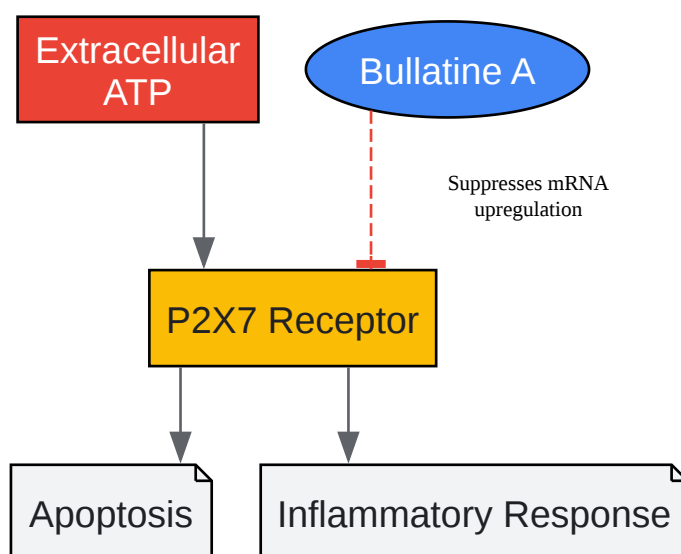 Extracellular
ATP
Bullatine A
Suppresses mRNA
upregulation
P2X7 Receptor
Apoptosis
Inflammatory Response